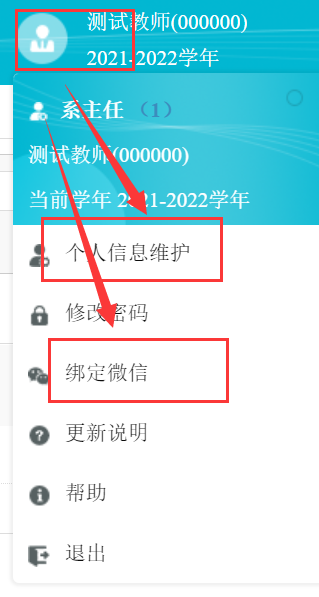 测试教师(000000)
2021-2022学年
系主任（1）
测试教师(000000)
当前学年 2021-2022学年
个人信息维护
修改密码
绑定微信
更新说明
帮助
退出